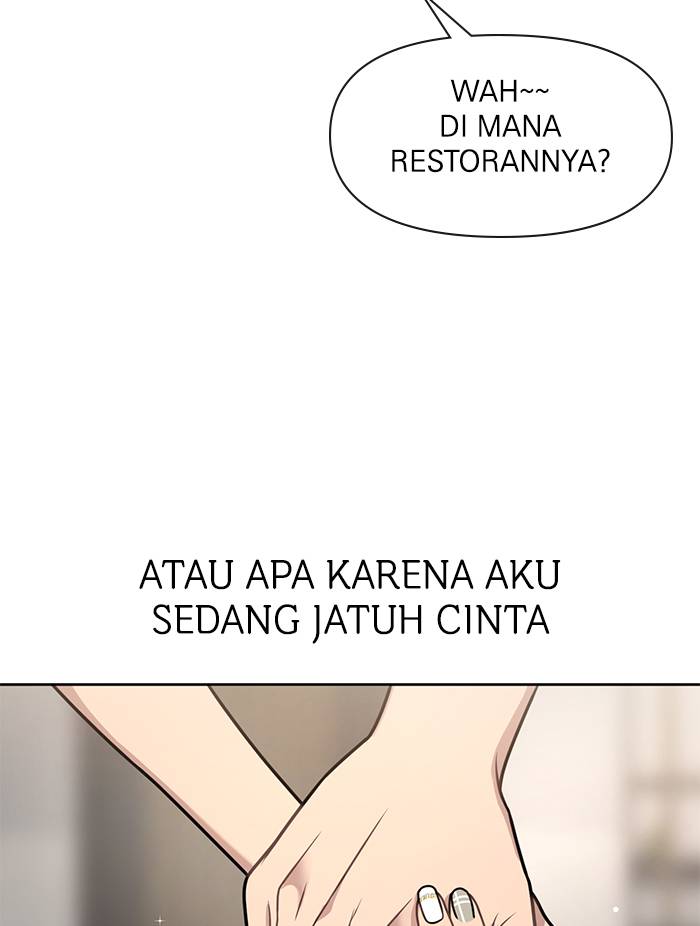 WAH~~
DI MANA
RESTORANNYA?
ATAU APA KARENA AKU
SEDANG JATUH CINTA